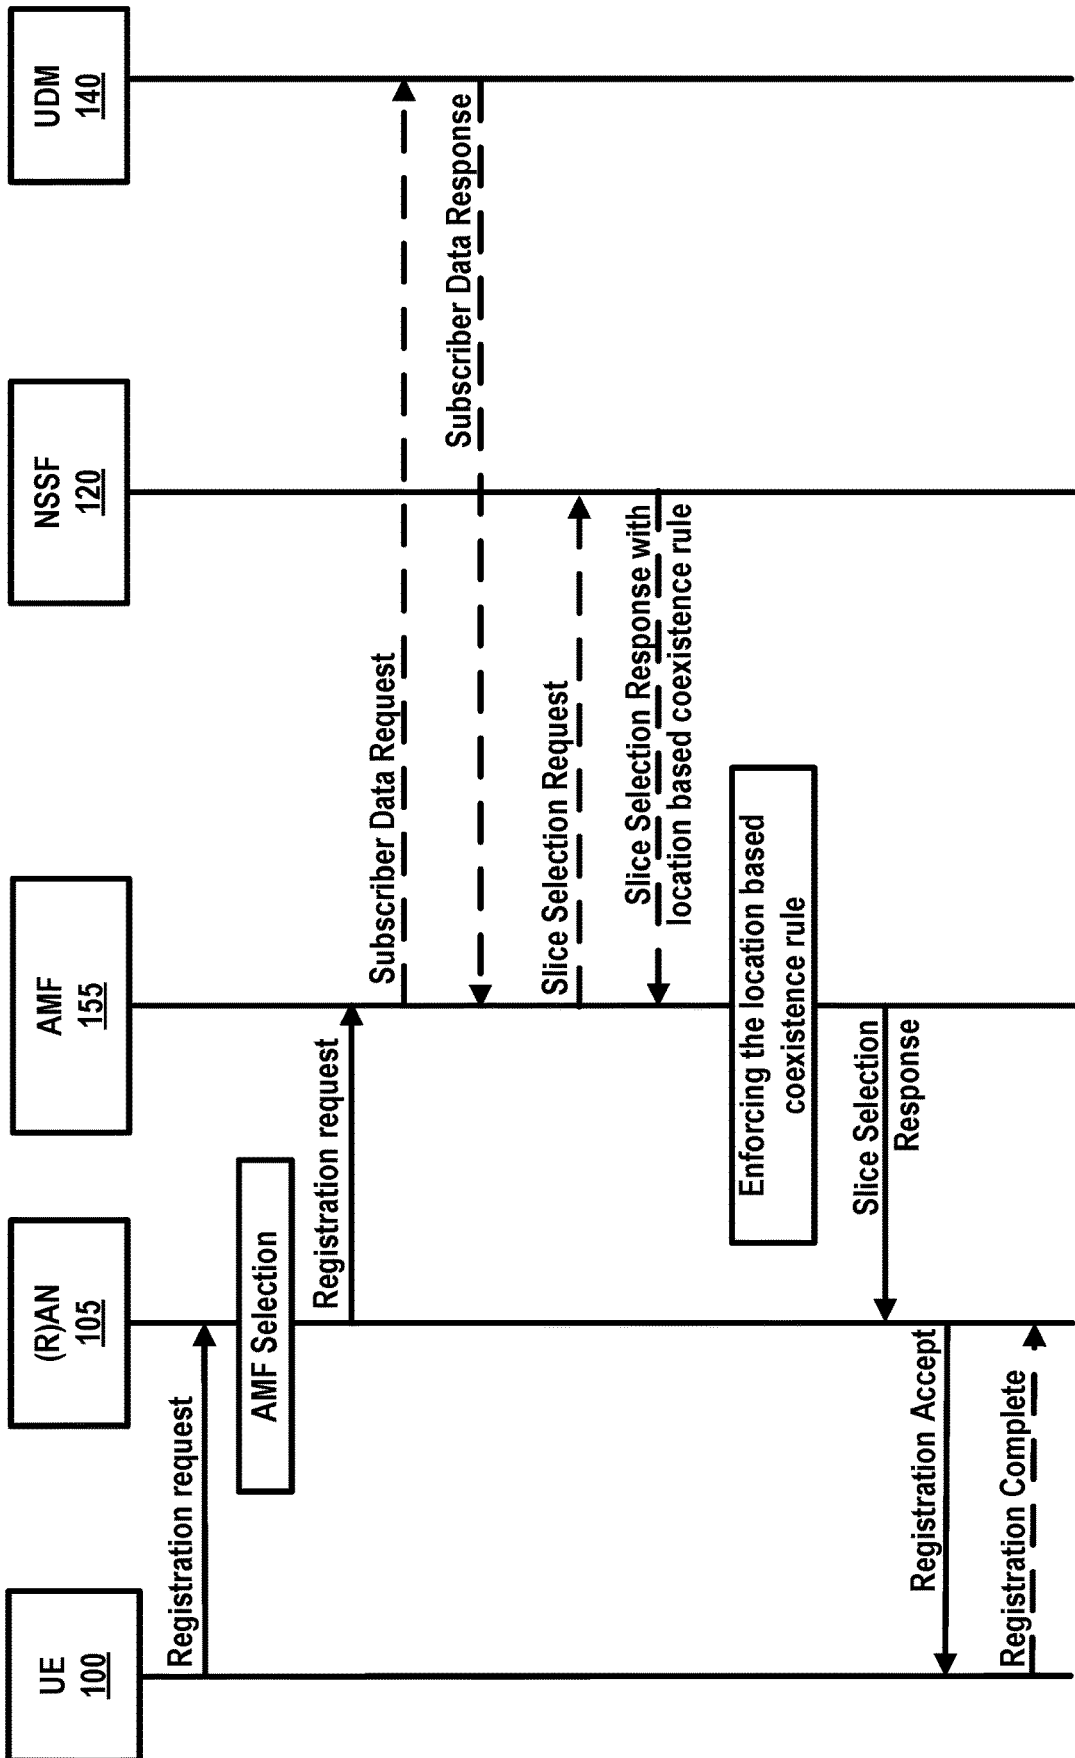 UE
100
(R)AN
105
AMF
155
NSSF
120
UDM
140
Registration request
AMF Selection
Registration request
Subscriber Data Request
Subscriber Data Response
Slice Selection Request
Slice Selection Response with
location based coexistence rule
Enforcing the location based
coexistence rule
Slice Selection
Response
Registration Accept
Registration Complete